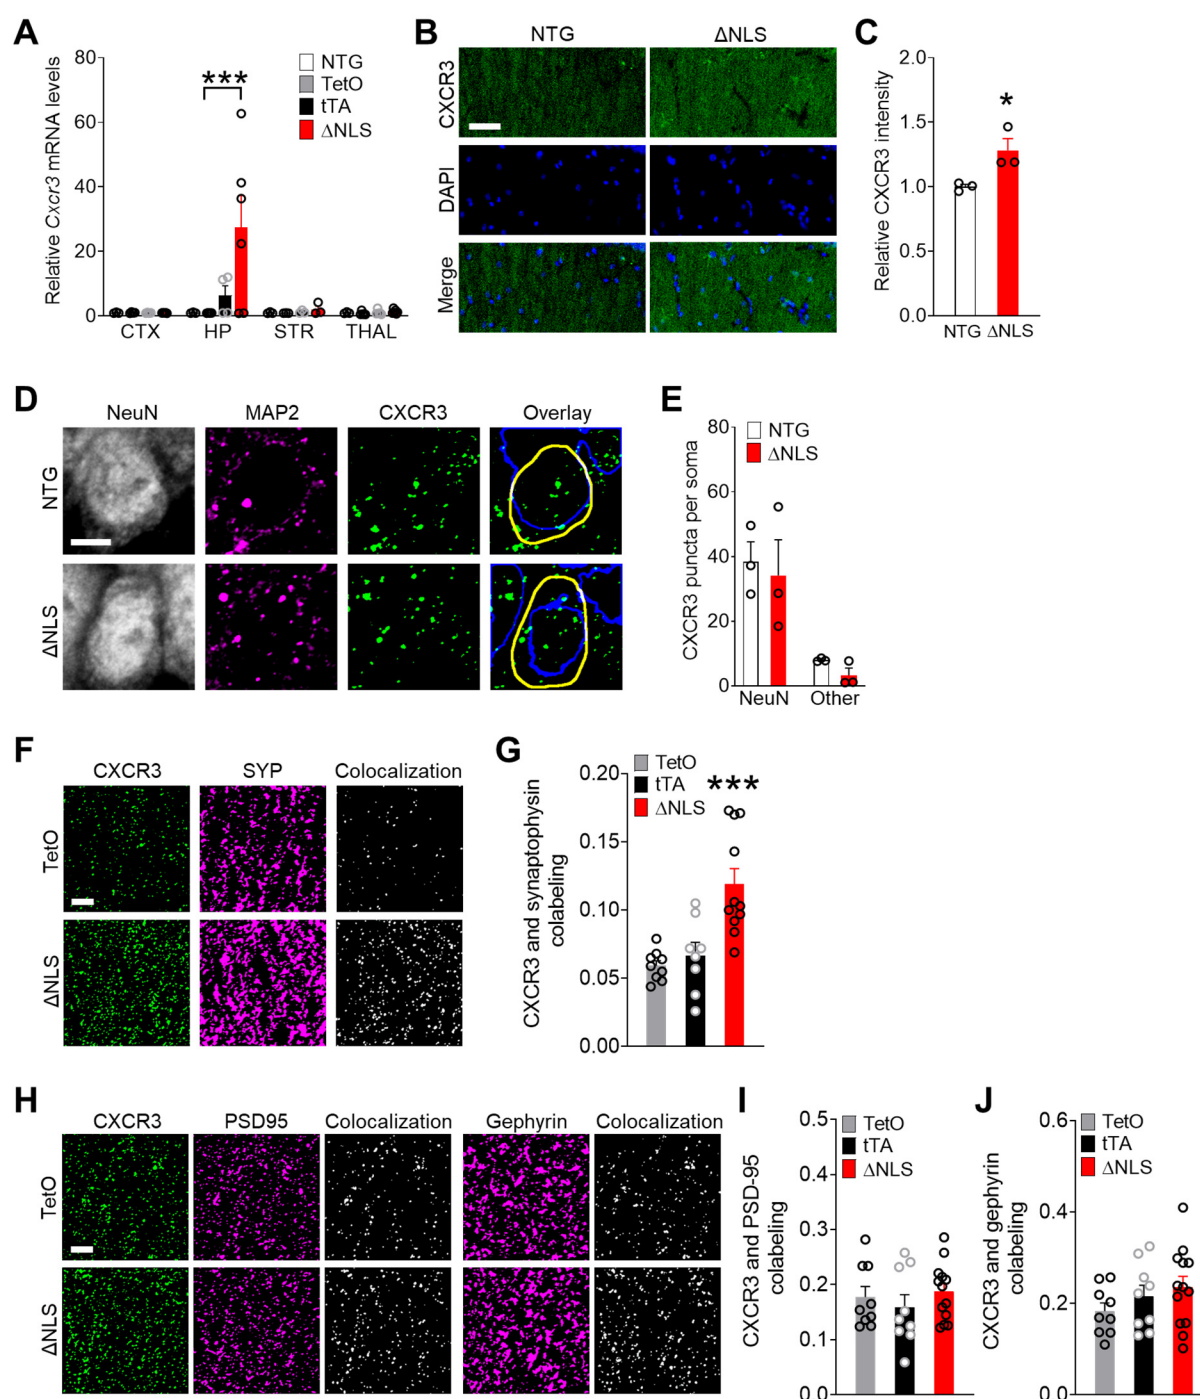 A
Relative Cxcr3 mRNA levels
80
60
40
20
0
***
NTG
TetO
tTA
ΔNLS
CTX
HP
STR
THAL
B
NTG
ΔNLS
CXCR3
DAPI
Merge
C
Relative CXCR3 intensity
2.0
1.5
1.0
0.5
0.0
*
NTG
ΔNLS
D
NeuN
MAP2
CXCR3
Overlay
NTG
ΔNLS
E
CXCR3 puncta per soma
80
60
40
20
0
NTG
ΔNLS
NeuN
Other
F
CXCR3
SYP
Colocalization
TetO
ΔNLS
G
CXCR3 and synaptophysin
colabeling
0.20
0.15
0.10
0.05
0.00
TetO
tTA
ΔNLS
***
H
CXCR3
PSD95
Colocalization
Gephyrin
Colocalization
TetO
ΔNLS
I
CXCR3 and PSD-95
colabeling
0.5
0.4
0.3
0.2
0.1
0.0
TetO
tTA
ΔNLS
J
CXCR3 and gephyrin
colabeling
0.6
0.4
0.2
0.0
TetO
tTA
ΔNLS